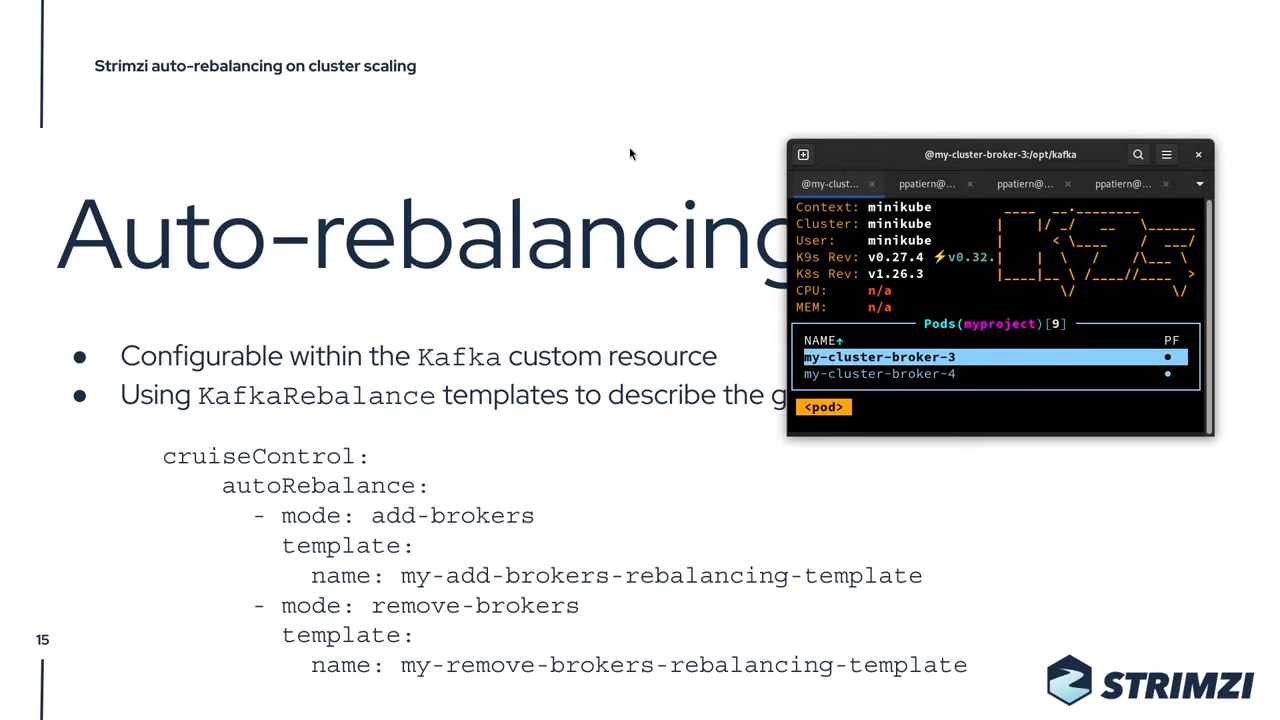 Strimzi auto-rebalancing on cluster scaling
Auto-rebalancing
● Configurable within the Kafka custom resource
● Using KafkaRebalance templates to describe the g
cruiseControl:
autoRebalance:
- mode: add-brokers
template:
name: my-add-brokers-rebalancing-template
- mode: remove-brokers
template:
name: my-remove-brokers-rebalancing-template
15
STRIMZI
@my-cluster-broker-3:/opt/kafka
@my-clust... ppatiern@... ppatiern@... ppatiern@...
Context: minikube
Cluster: minikube
User: minikube
K9s Rev: v0.27.4 ⚡v0.32.
K8s Rev: v1.26.3
CPU: n/a
MEM: n/a
Pods(myproject)[9]
NAME↑ PF
my-cluster-broker-3 ●
my-cluster-broker-4 ●
<pod>